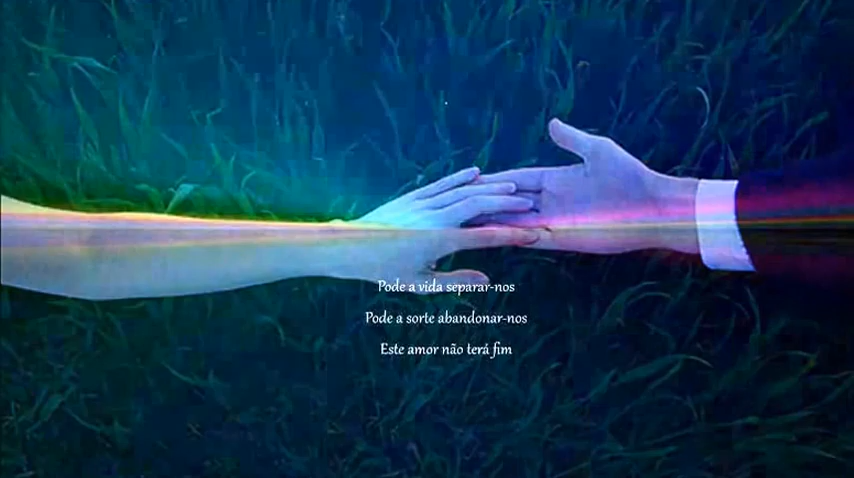 Pode a vida separar-nos
Pode a sorte abandonar-nos
Este amor não terá fim